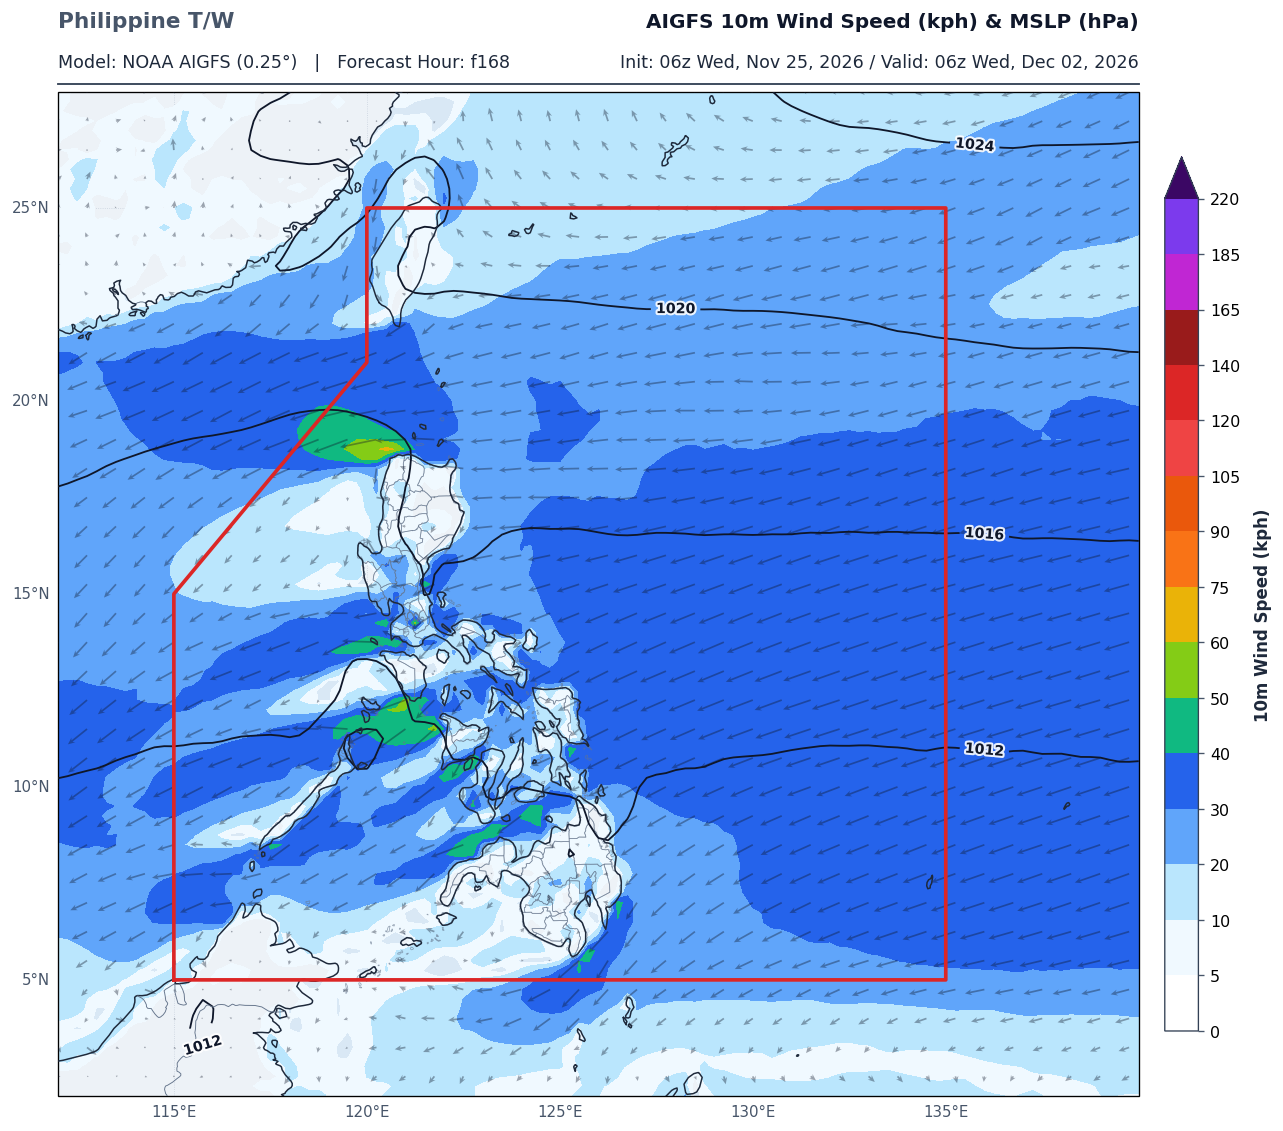 Philippine T/W
AIGFS 10m Wind Speed (kph) & MSLP (hPa)
Model: NOAA AIGFS (0.25°) | Forecast Hour: f168
Init: 06z Wed, Nov 25, 2026 / Valid: 06z Wed, Dec 02, 2026
1024
25°N
1020
20°N
1016
15°N
1012
10°N
5°N
1012
115°E
120°E
125°E
130°E
135°E
220
185
165
140
120
105
90
75
60
50
40
30
20
10
5
0
10m Wind Speed (kph)